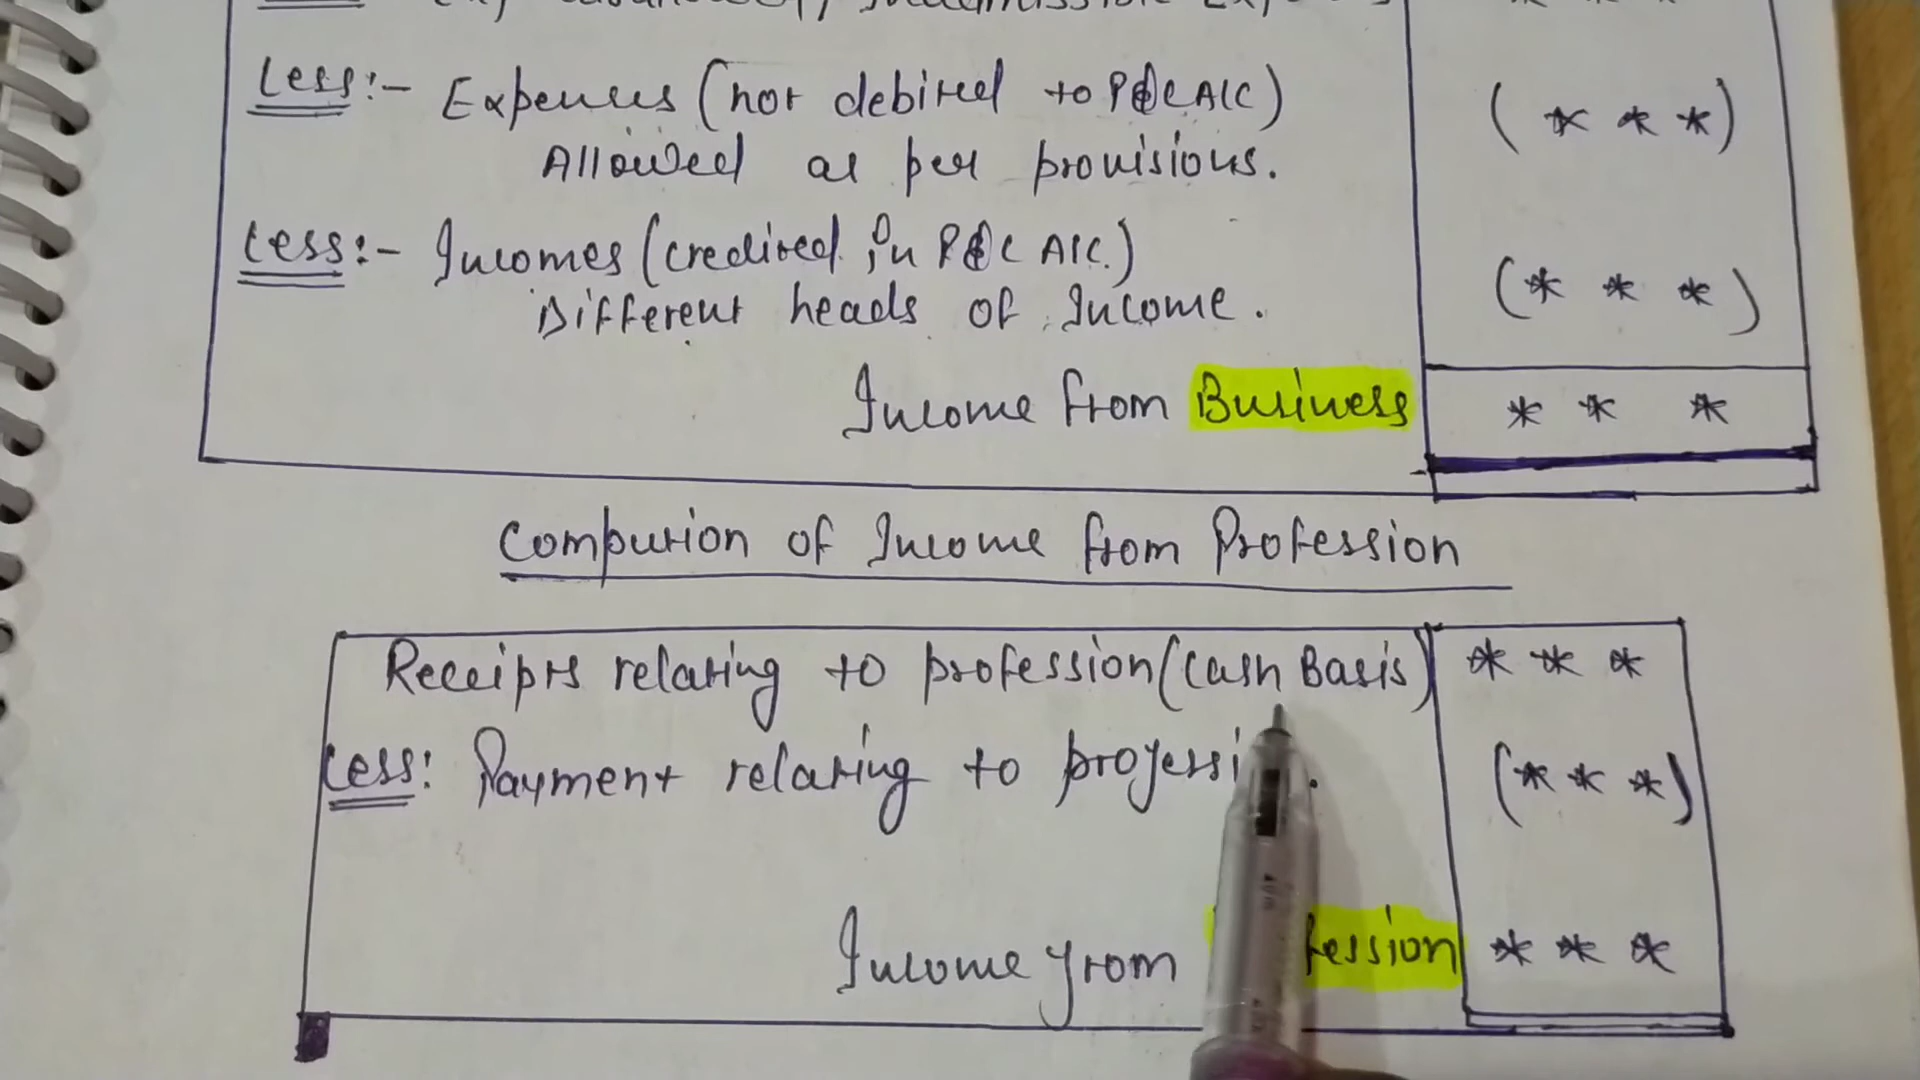 Less:- Expenses (not debited to P&L A/C) (* * *)
Allowed as per provisions.
Less:- Incomes (credited in P&L A/C.) (* * *)
Different heads of Income.
Income from Business * * *
Compution of Income from Profession
Receipts relating to profession (Cash Basis) * * *
Less: Payment relating to professi . (* * *)
Income from fession * * *